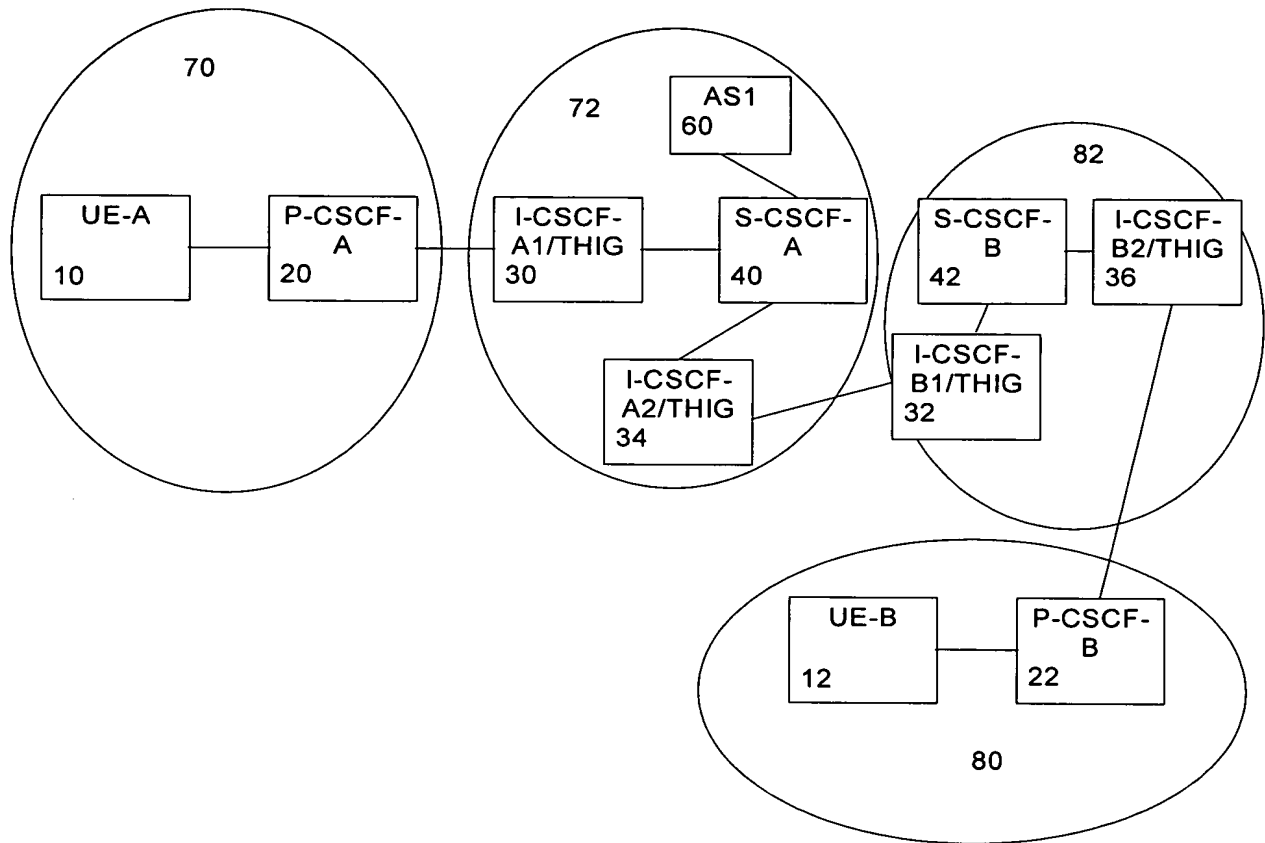 70
72
AS1
60
82
UE-A
10
P-CSCF-
A
20
I-CSCF-
A1/THIG
30
S-CSCF-
A
40
S-CSCF-
B
42
I-CSCF-
B2/THIG
36
I-CSCF-
A2/THIG
34
I-CSCF-
B1/THIG
32
UE-B
12
P-CSCF-
B
22
80